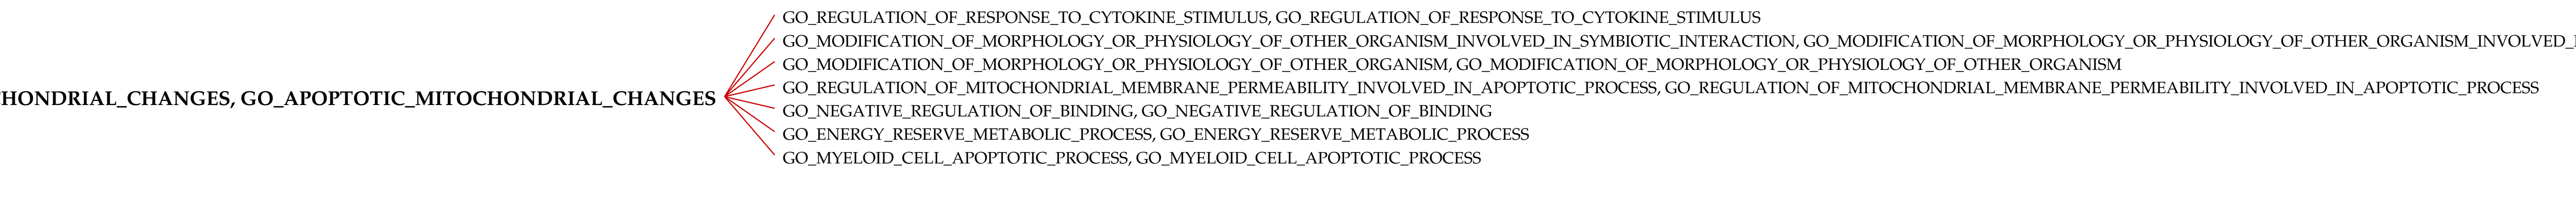 GO_REGULATION_OF_RESPONSE_TO_CYTOKINE_STIMULUS, GO_REGULATION_OF_RESPONSE_TO_CYTOKINE_STIMULUS
GO_MODIFICATION_OF_MORPHOLOGY_OR_PHYSIOLOGY_OF_OTHER_ORGANISM_INVOLVED_IN_SYMBIOTIC_INTERACTION, GO_MODIFICATION_OF_MORPHOLOGY_OR_PHYSIOLOGY_OF_OTHER_ORGANISM_INVOLVED_
GO_MODIFICATION_OF_MORPHOLOGY_OR_PHYSIOLOGY_OF_OTHER_ORGANISM, GO_MODIFICATION_OF_MORPHOLOGY_OR_PHYSIOLOGY_OF_OTHER_ORGANISM
GO_REGULATION_OF_MITOCHONDRIAL_MEMBRANE_PERMEABILITY_INVOLVED_IN_APOPTOTIC_PROCESS, GO_REGULATION_OF_MITOCHONDRIAL_MEMBRANE_PERMEABILITY_INVOLVED_IN_APOPTOTIC_PROCESS
HONDRIAL_CHANGES, GO_APOPTOTIC_MITOCHONDRIAL_CHANGES
GO_NEGATIVE_REGULATION_OF_BINDING, GO_NEGATIVE_REGULATION_OF_BINDING
GO_ENERGY_RESERVE_METABOLIC_PROCESS, GO_ENERGY_RESERVE_METABOLIC_PROCESS
GO_MYELOID_CELL_APOPTOTIC_PROCESS, GO_MYELOID_CELL_APOPTOTIC_PROCESS